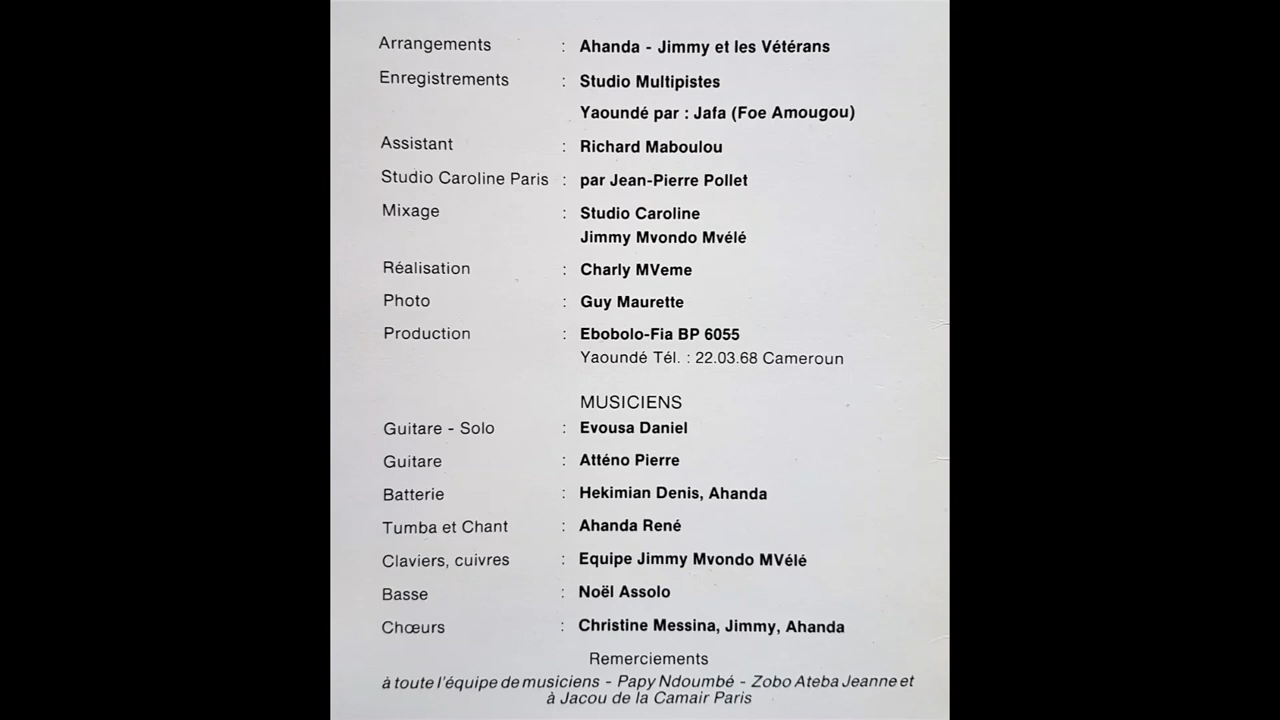 Arrangements : Ahanda - Jimmy et les Vétérans
Enregistrements : Studio Multipistes
Yaoundé par : Jafa (Foe Amougou)
Assistant : Richard Maboulou
Studio Caroline Paris : par Jean-Pierre Pollet
Mixage : Studio Caroline
Jimmy Mvondo Mvélé
Réalisation : Charly MVeme
Photo : Guy Maurette
Production : Ebobolo-Fia BP 6055
Yaoundé Tél. : 22.03.68 Cameroun
MUSICIENS
Guitare - Solo : Evousa Daniel
Guitare : Atténo Pierre
Batterie : Hekimian Denis, Ahanda
Tumba et Chant : Ahanda René
Claviers, cuivres : Equipe Jimmy Mvondo MVélé
Basse : Noël Assolo
Chœurs : Christine Messina, Jimmy, Ahanda
Remerciements
à toute l'équipe de musiciens - Papy Ndoumbé - Zobo Ateba Jeanne et
à Jacou de la Camair Paris